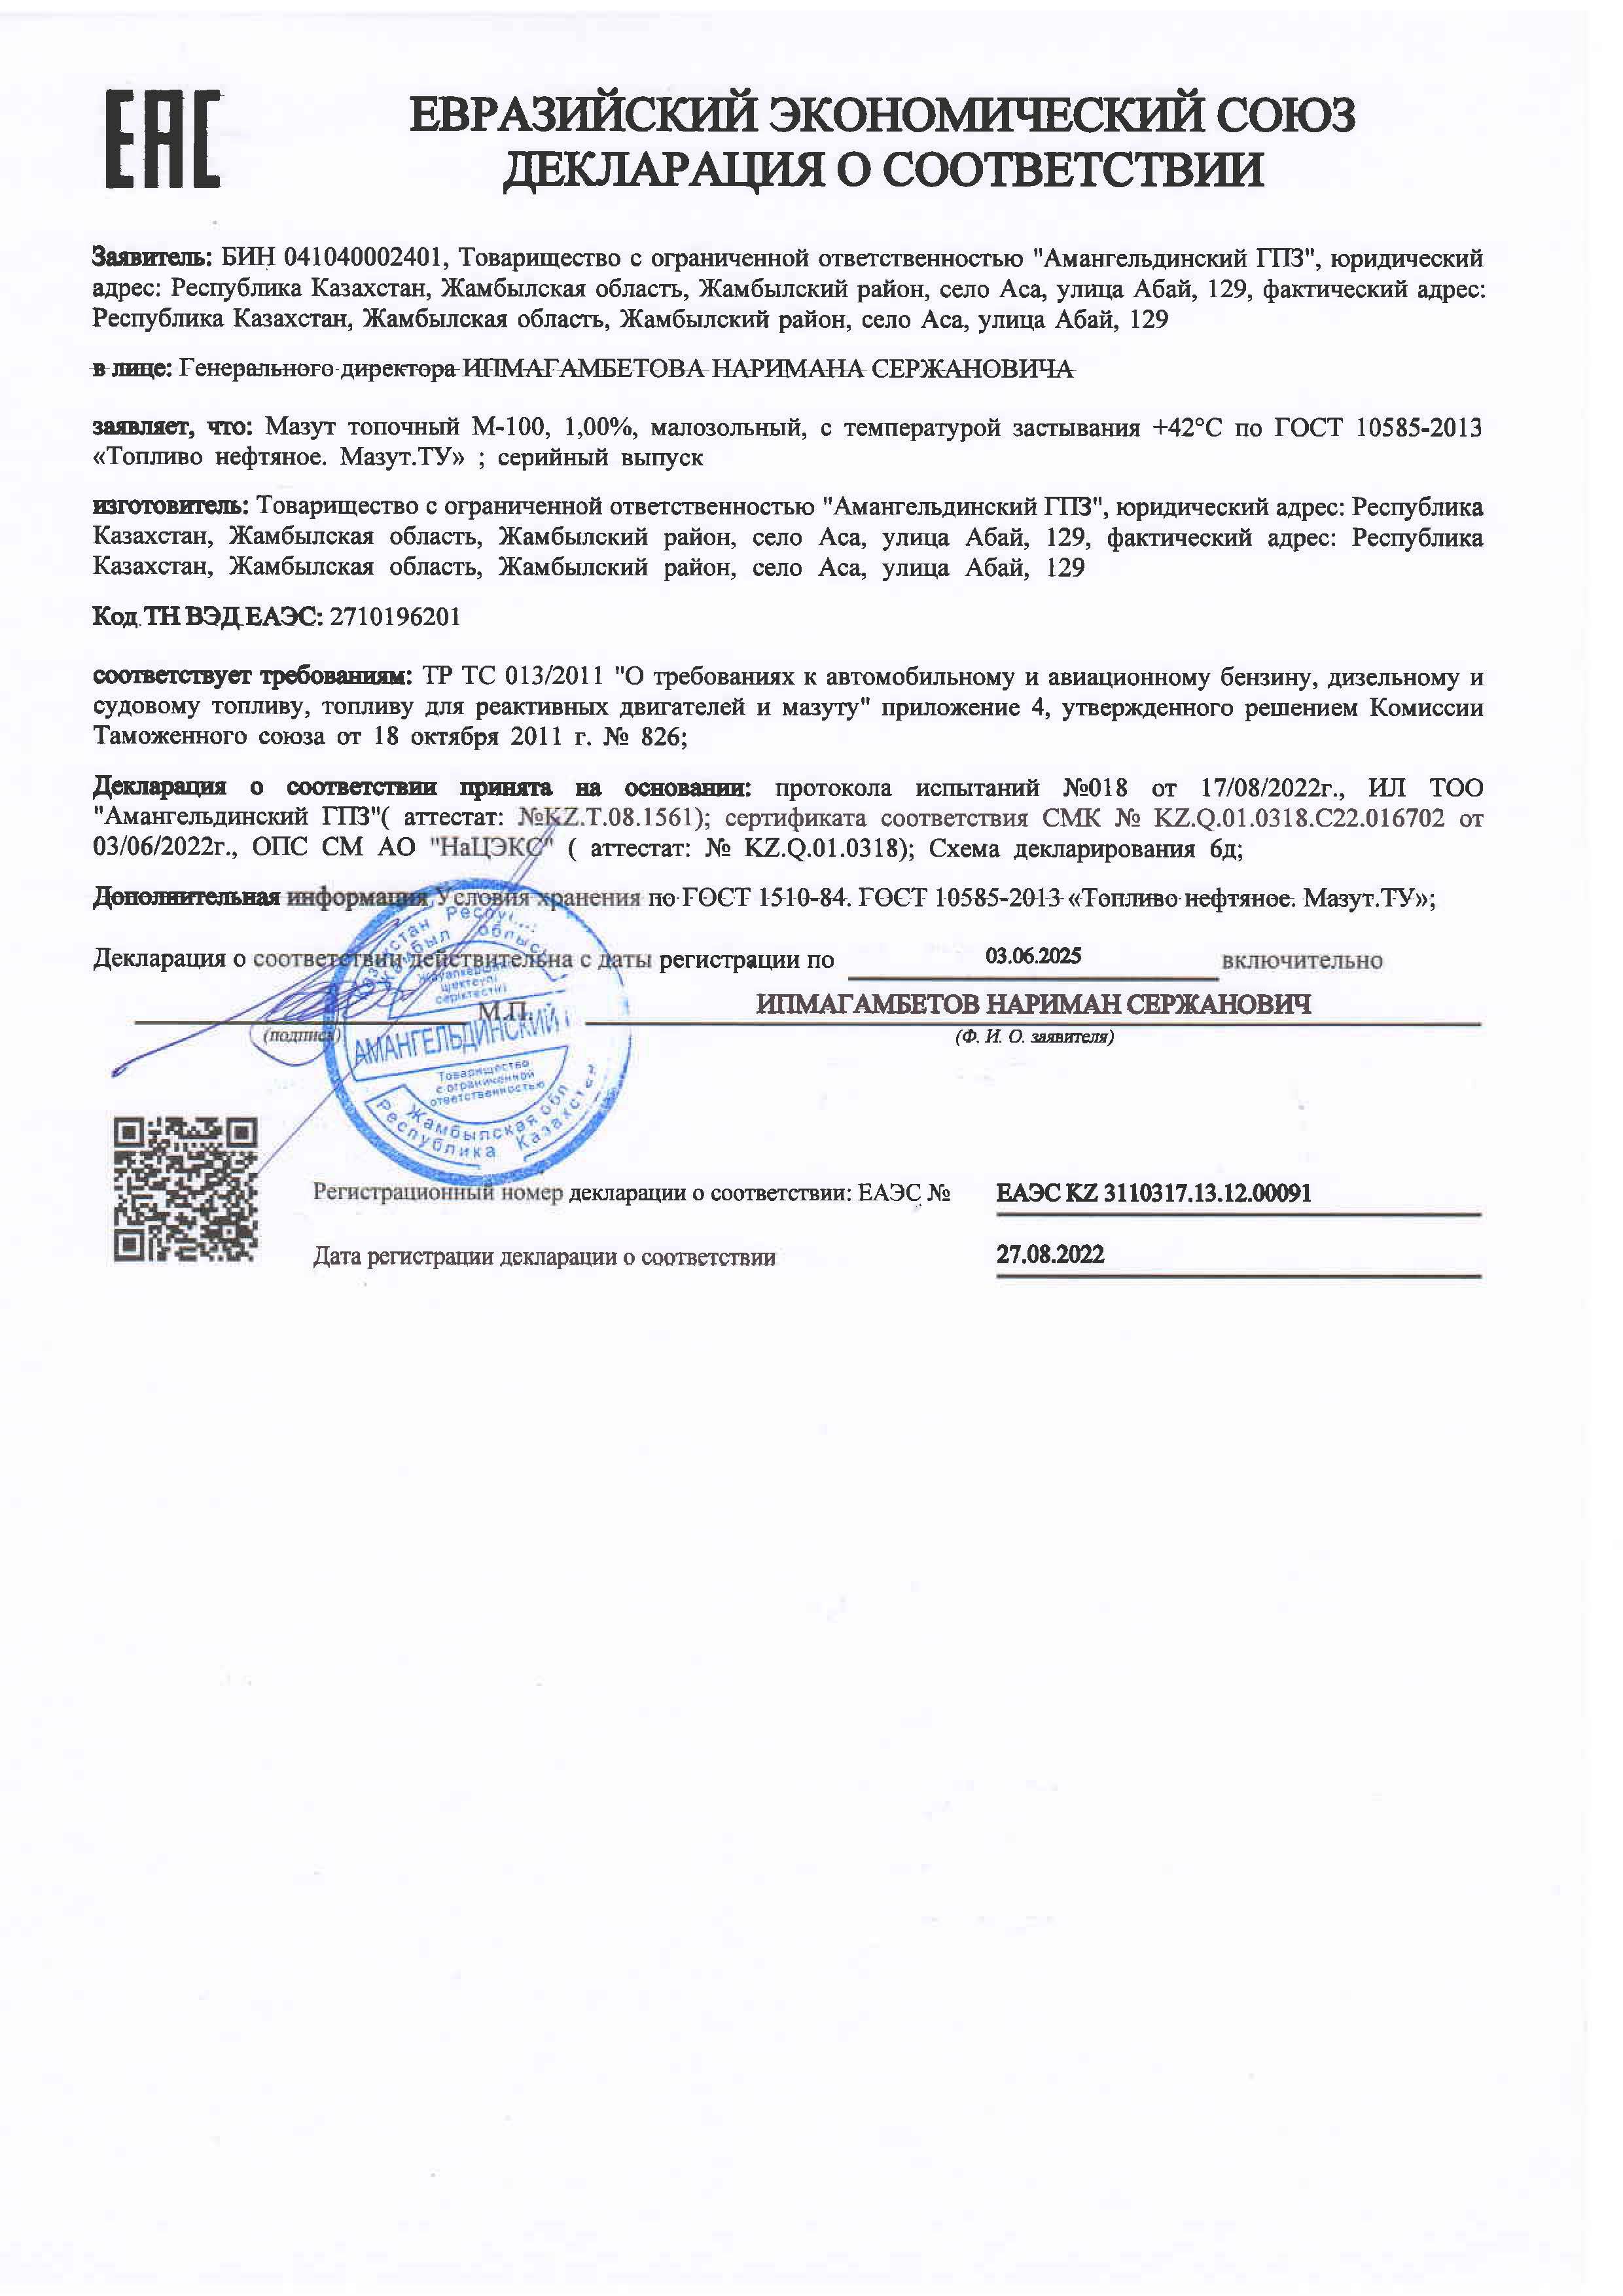 EAC
ЕВРАЗИЙСКИЙ ЭКОНОМИЧЕСКИЙ СОЮЗ
ДЕКЛАРАЦИЯ О СООТВЕТСТВИИ
Заявитель: БИН 041040002401, Товарищество с ограниченной ответственностью "Амангельдинский ГПЗ", юридический
адрес: Республика Казахстан, Жамбылская область, Жамбылский район, село Аса, улица Абай, 129, фактический адрес:
Республика Казахстан, Жамбылская область, Жамбылский район, село Аса, улица Абай, 129
в лице: Генерального директора ИПМАГАМБЕТОВА НАРИМАНА СЕРЖАНОВИЧА
заявляет, что: Мазут топочный М-100, 1,00%, малозольный, с температурой застывания +42°С по ГОСТ 10585-2013
«Топливо нефтяное. Мазут.ТУ» ; серийный выпуск
изготовитель: Товарищество с ограниченной ответственностью "Амангельдинский ГПЗ", юридический адрес: Республика
Казахстан, Жамбылская область, Жамбылский район, село Аса, улица Абай, 129, фактический адрес: Республика
Казахстан, Жамбылская область, Жамбылский район, село Аса, улица Абай, 129
Код ТН ВЭД ЕАЭС: 2710196201
соответствует требованиям: ТР ТС 013/2011 "О требованиях к автомобильному и авиационному бензину, дизельному и
судовому топливу, топливу для реактивных двигателей и мазуту" приложение 4, утвержденного решением Комиссии
Таможенного союза от 18 октября 2011 г. № 826;
Декларация о соответствии принята на основании: протокола испытаний №018 от 17/08/2022г., ИЛ ТОО
"Амангельдинский ГПЗ"( аттестат: №KZ.T.08.1561); сертификата соответствия СМК № KZ.Q.01.0318.C22.016702 от
03/06/2022г., ОПС СМ АО "НаЦЭКС" ( аттестат: № KZ.Q.01.0318); Схема декларирования 6д;
Дополнительная информация Условия хранения по ГОСТ 1510-84. ГОСТ 10585-2013 «Топливо нефтяное. Мазут.ТУ»;
Декларация о соответствии действительна с даты регистрации по 03.06.2025 включительно
М.П. ИПМАГАМБЕТОВ НАРИМАН СЕРЖАНОВИЧ
(подпись) (Ф. И. О. заявителя)
Жамбыл облысы
шектеулі
серіктестігі
АМАНГЕЛЬДИНСКИЙ
Товарищество
с ограниченной
ответственностью
Жамбылская обл
Республика Казахстан
Регистрационный номер декларации о соответствии: ЕАЭС № ЕАЭС KZ 3110317.13.12.00091
Дата регистрации декларации о соответствии 27.08.2022